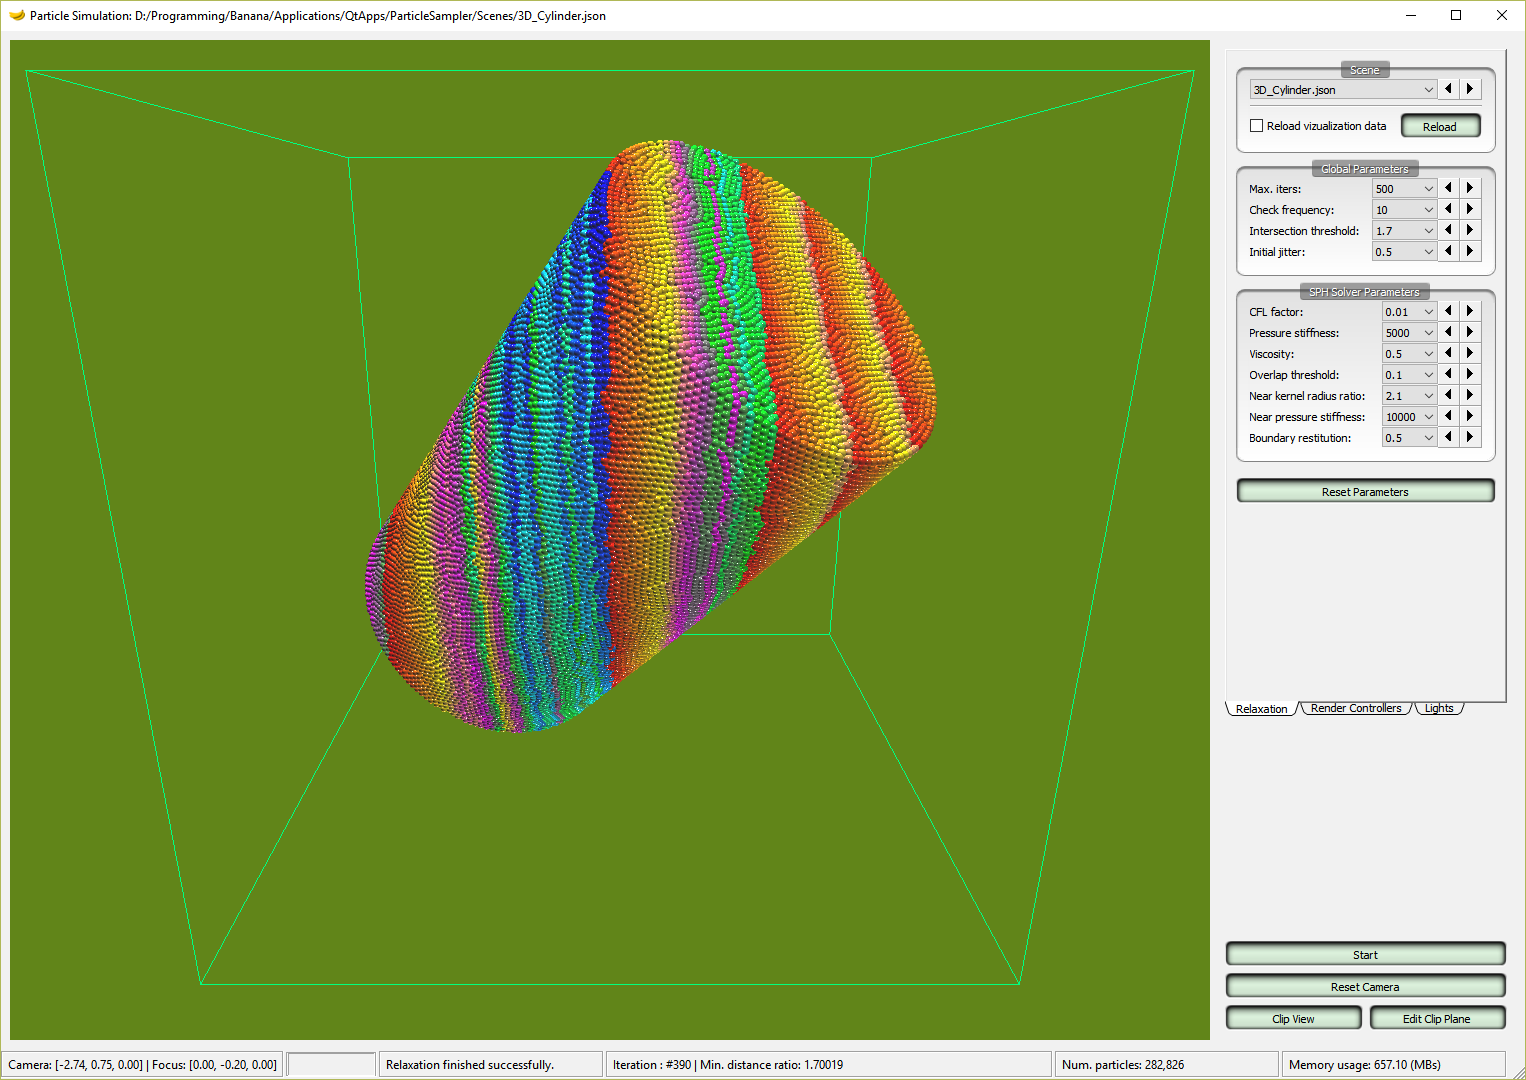 Particle Simulation: D:/Programming/Banana/Applications/QtApps/ParticleSampler/Scenes/3D_Cylinder.json
Scene
3D_Cylinder.json
Reload vizualization data
Reload
Global Parameters
Max. iters:
500
Check frequency:
10
Intersection threshold:
1.7
Initial jitter:
0.5
SPH Solver Parameters
CFL factor:
0.01
Pressure stiffness:
5000
Viscosity:
0.5
Overlap threshold:
0.1
Near kernel radius ratio:
2.1
Near pressure stiffness:
10000
Boundary restitution:
0.5
Reset Parameters
Relaxation
Render Controllers
Lights
Start
Reset Camera
Clip View
Edit Clip Plane
Camera: [-2.74, 0.75, 0.00] | Focus: [0.00, -0.20, 0.00]
Relaxation finished successfully.
Iteration : #390 | Min. distance ratio: 1.70019
Num. particles: 282,826
Memory usage: 657.10 (MBs)